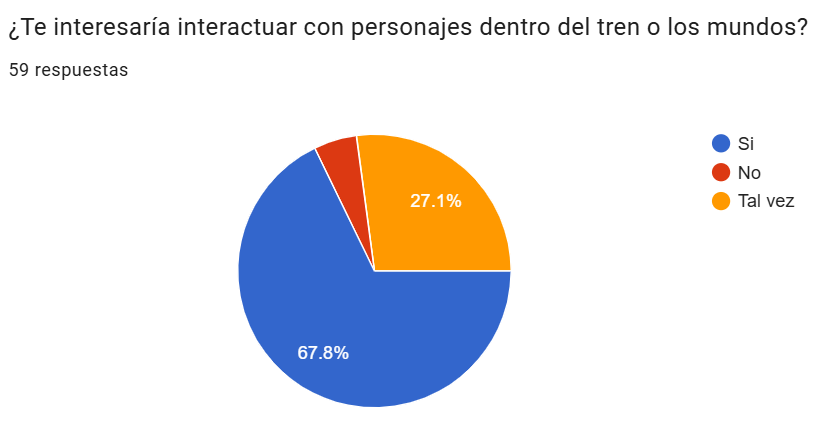 ¿Te interesaría interactuar con personajes dentro del tren o los mundos?
59 respuestas
Si
No
Tal vez
27.1%
67.8%